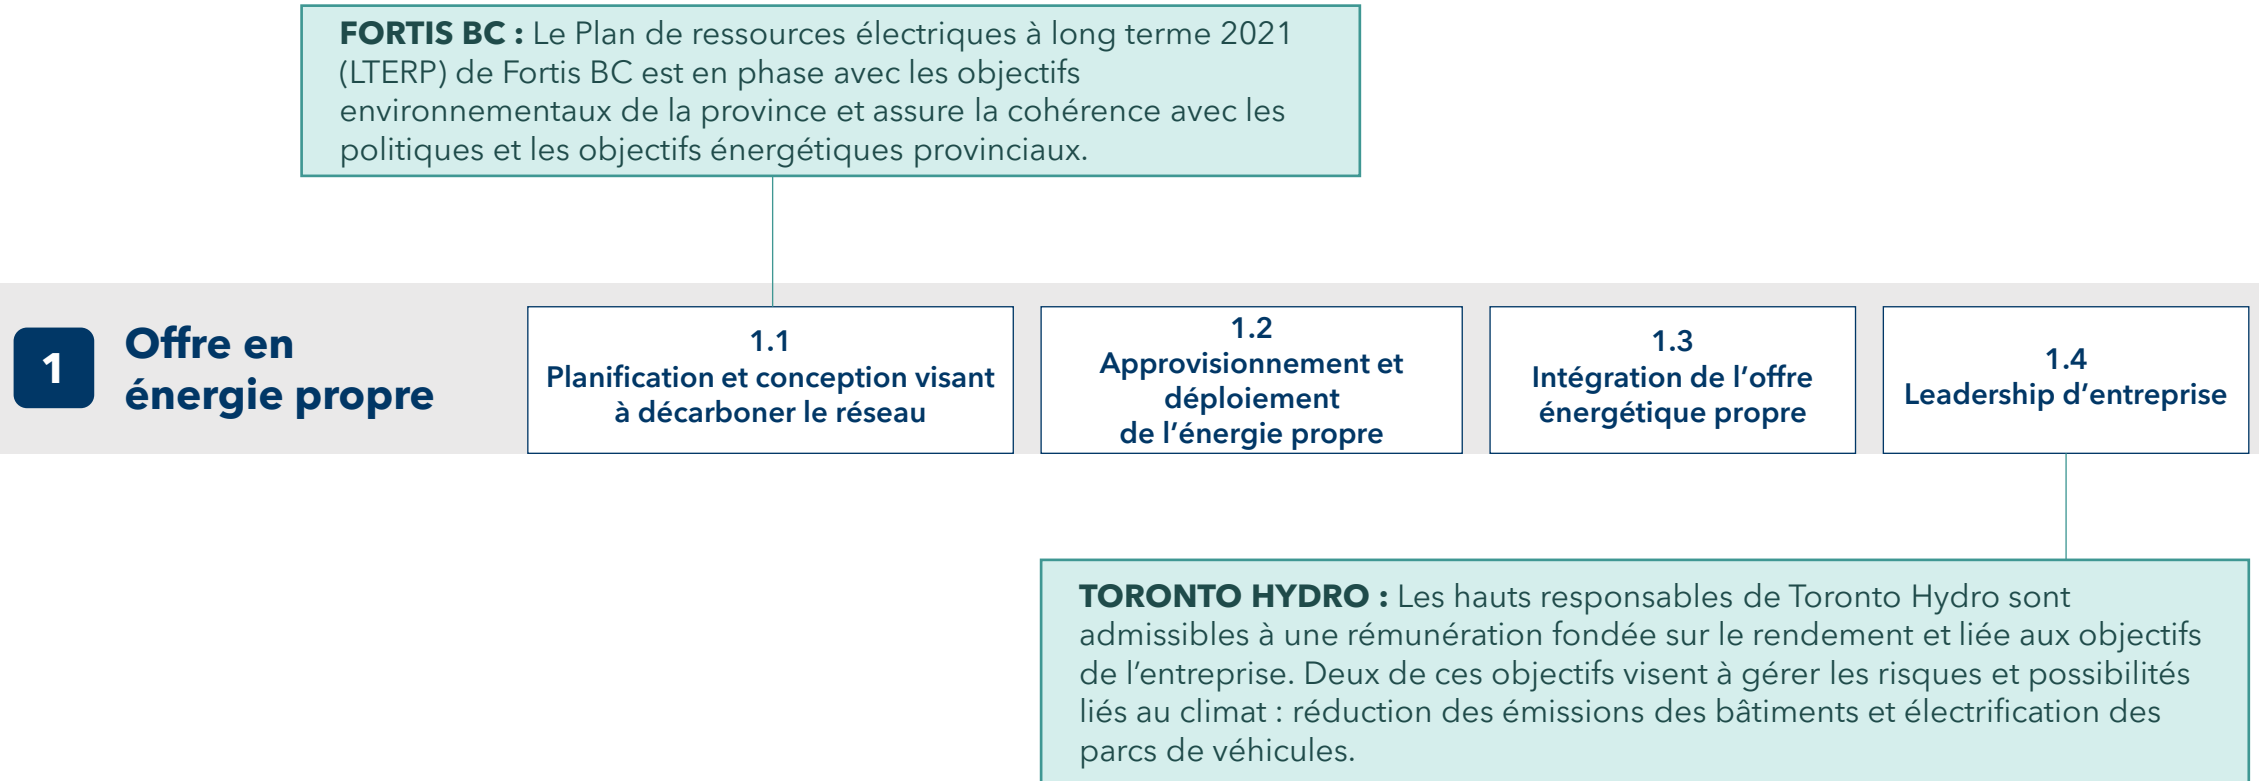 FORTIS BC : Le Plan de ressources électriques à long terme 2021
(LTERP) de Fortis BC est en phase avec les objectifs
environnementaux de la province et assure la cohérence avec les
politiques et les objectifs énergétiques provinciaux.
1
Offre en
énergie propre
1.1
Planification et conception visant
à décarboner le réseau
1.2
Approvisionnement et
déploiement
de l’énergie propre
1.3
Intégration de l’offre
énergétique propre
1.4
Leadership d’entreprise
TORONTO HYDRO : Les hauts responsables de Toronto Hydro sont
admissibles à une rémunération fondée sur le rendement et liée aux objectifs
de l’entreprise. Deux de ces objectifs visent à gérer les risques et possibilités
liés au climat : réduction des émissions des bâtiments et électrification des
parcs de véhicules.